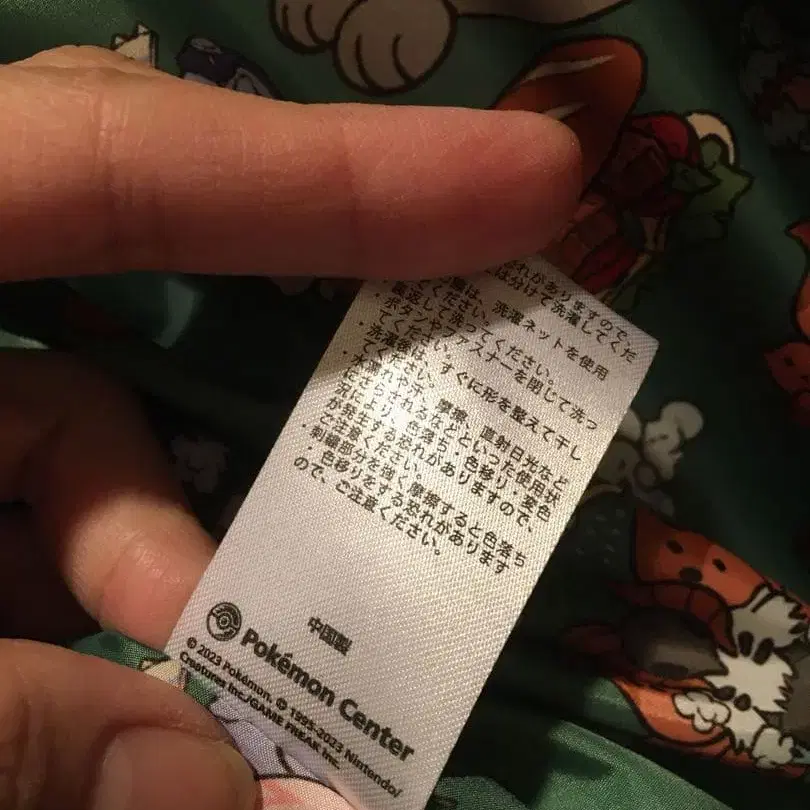 恐れがありますので、
は分けて洗濯してくだ
は、洗濯ネットを使用
してください。
・裏返して洗ってください。
・ボタンやファスナーを閉じて洗っ
てください。
・洗濯後は、すぐに形を整えて干し
てください。
・水濡れや汗、摩擦、直射日光など
にさらされるなどといった使用状
況により、色落ち・色移り・変色
が発生する恐れがありますので、
ご注意ください。
・刺繍部分を強く摩擦すると色落ち
・色移りをする恐れがあります
ので、ご注意ください。
中国製
Pokémon Center
© 2023 Pokémon. © 1995-2023 Nintendo/
Creatures Inc./GAME FREAK inc.